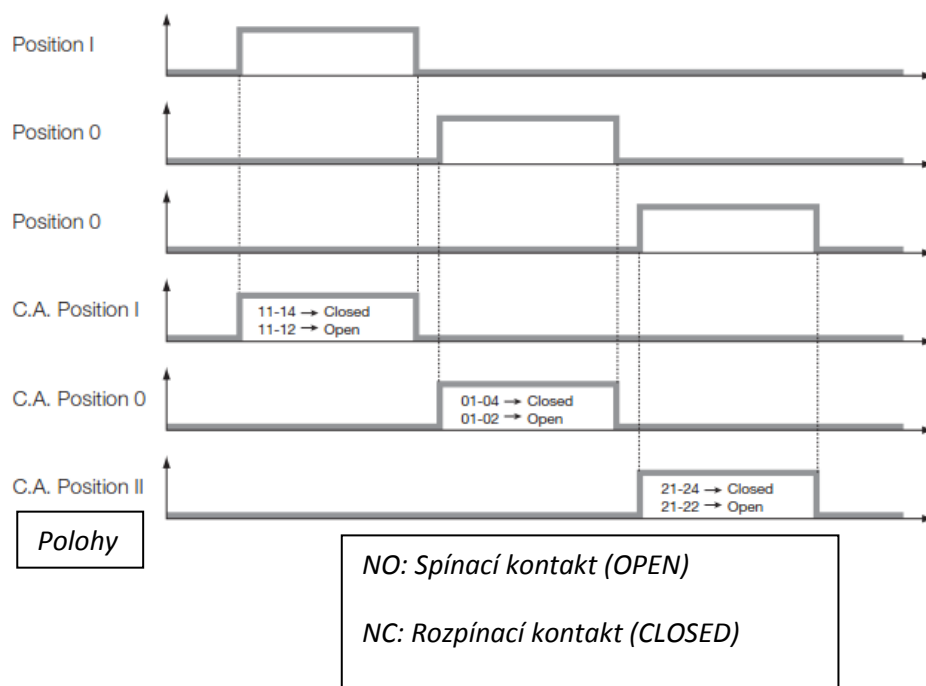 Position I
Position 0
Position 0
C.A. Position I
11-14 → Closed
11-12 → Open
C.A. Position 0
01-04 → Closed
01-02 → Open
C.A. Position II
21-24 → Closed
21-22 → Open
Polohy
NO: Spínací kontakt (OPEN)
NC: Rozpínací kontakt (CLOSED)